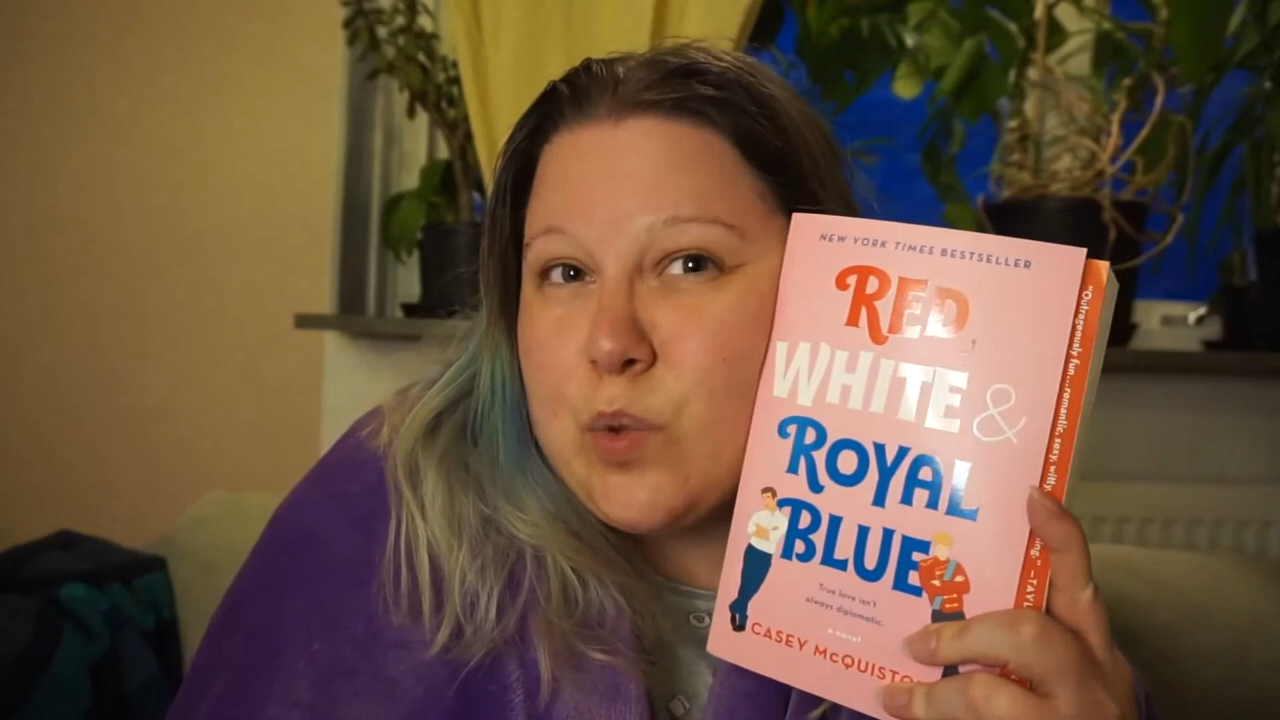 NEW YORK TIMES BESTSELLER
RED,
WHITE &
ROYAL
BLUE
True love isn't
always diplomatic.
a novel
CASEY McQUISTO
"Outrageously fun...romantic, sexy, witty,
ing." —TAYL